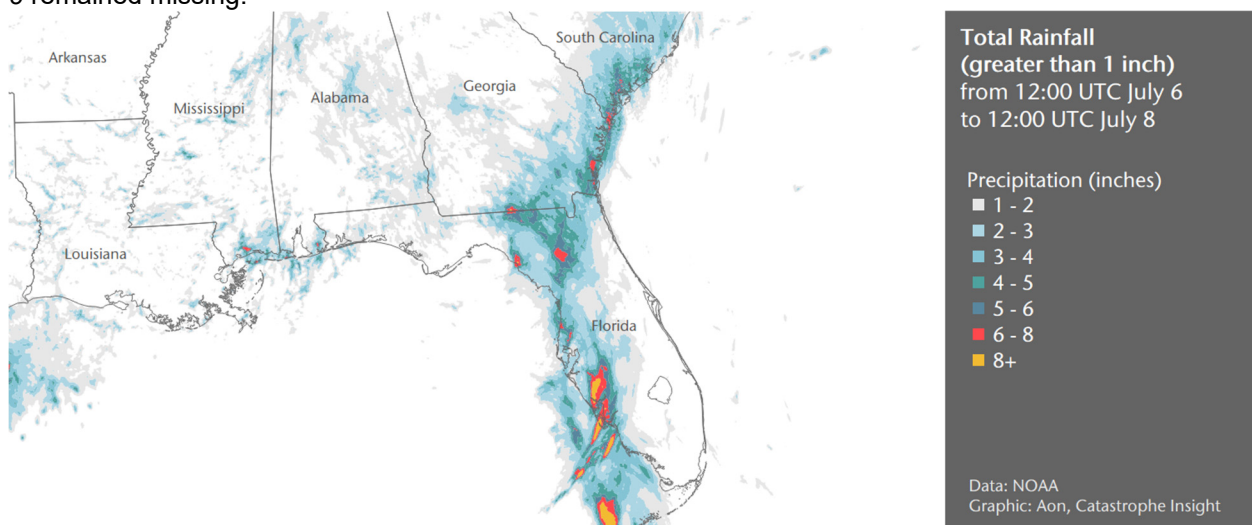 remained missing.
Arkansas
Mississippi
Alabama
Georgia
South Carolina
Louisiana
Florida
Total Rainfall
(greater than 1 inch)
from 12:00 UTC July 6
to 12:00 UTC July 8
Precipitation (inches)
1 - 2
2 - 3
3 - 4
4 - 5
5 - 6
6 - 8
8+
Data: NOAA
Graphic: Aon, Catastrophe Insight